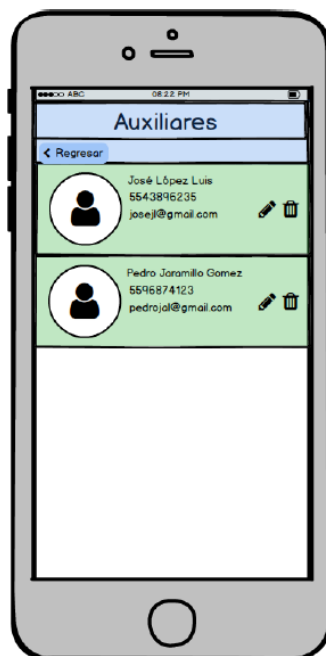 ABC 08:22 PM
Auxiliares
< Regresar
José López Luis
5543896235
josejl@gmail.com
Pedro Jaramillo Gomez
5596874123
pedrojal@gmail.com